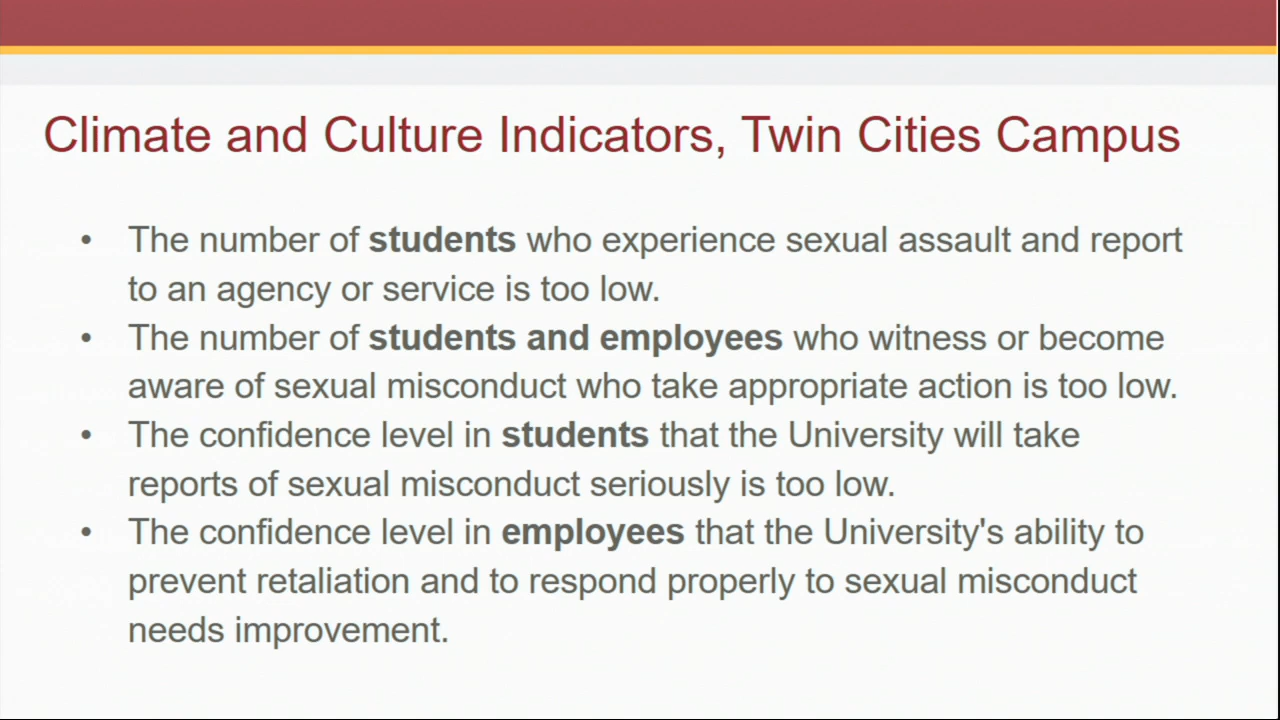 Climate and Culture Indicators, Twin Cities Campus
• The number of students who experience sexual assault and report
to an agency or service is too low.
• The number of students and employees who witness or become
aware of sexual misconduct who take appropriate action is too low.
• The confidence level in students that the University will take
reports of sexual misconduct seriously is too low.
• The confidence level in employees that the University's ability to
prevent retaliation and to respond properly to sexual misconduct
needs improvement.